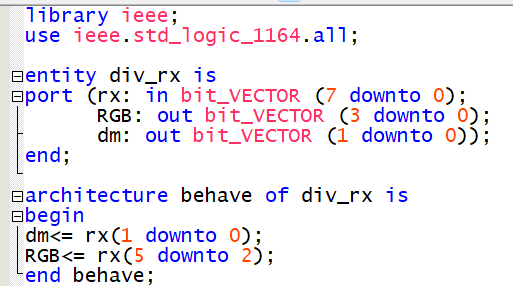 library ieee;
use ieee.std_logic_1164.all;
entity div_rx is
port (rx: in bit_VECTOR (7 downto 0);
RGB: out bit_VECTOR (3 downto 0);
dm: out bit_VECTOR (1 downto 0));
end;
architecture behave of div_rx is
begin
dm<= rx(1 downto 0);
RGB<= rx(5 downto 2);
end behave;